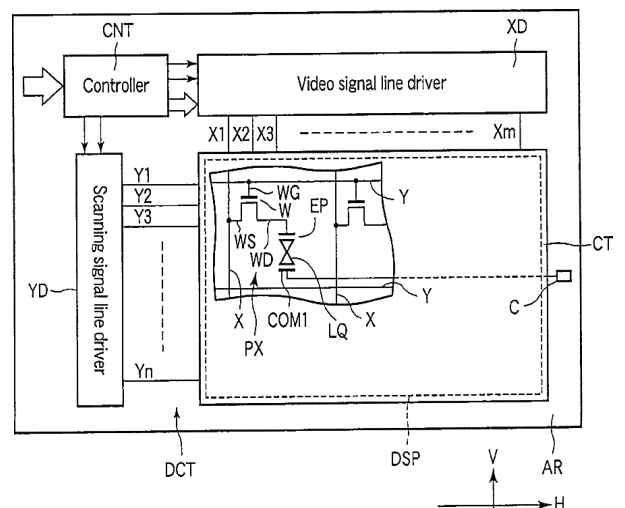 CNT
XD
Controller
Video signal line driver
X1 X2 X3 Xm
Scanning signal line driver
Y1
Y2
Y3
Yn
WG
W
EP
Y
WS
WD
CT
YD
C
X
COM1
LQ
X
Y
PX
DCT
DSP
AR
V
H